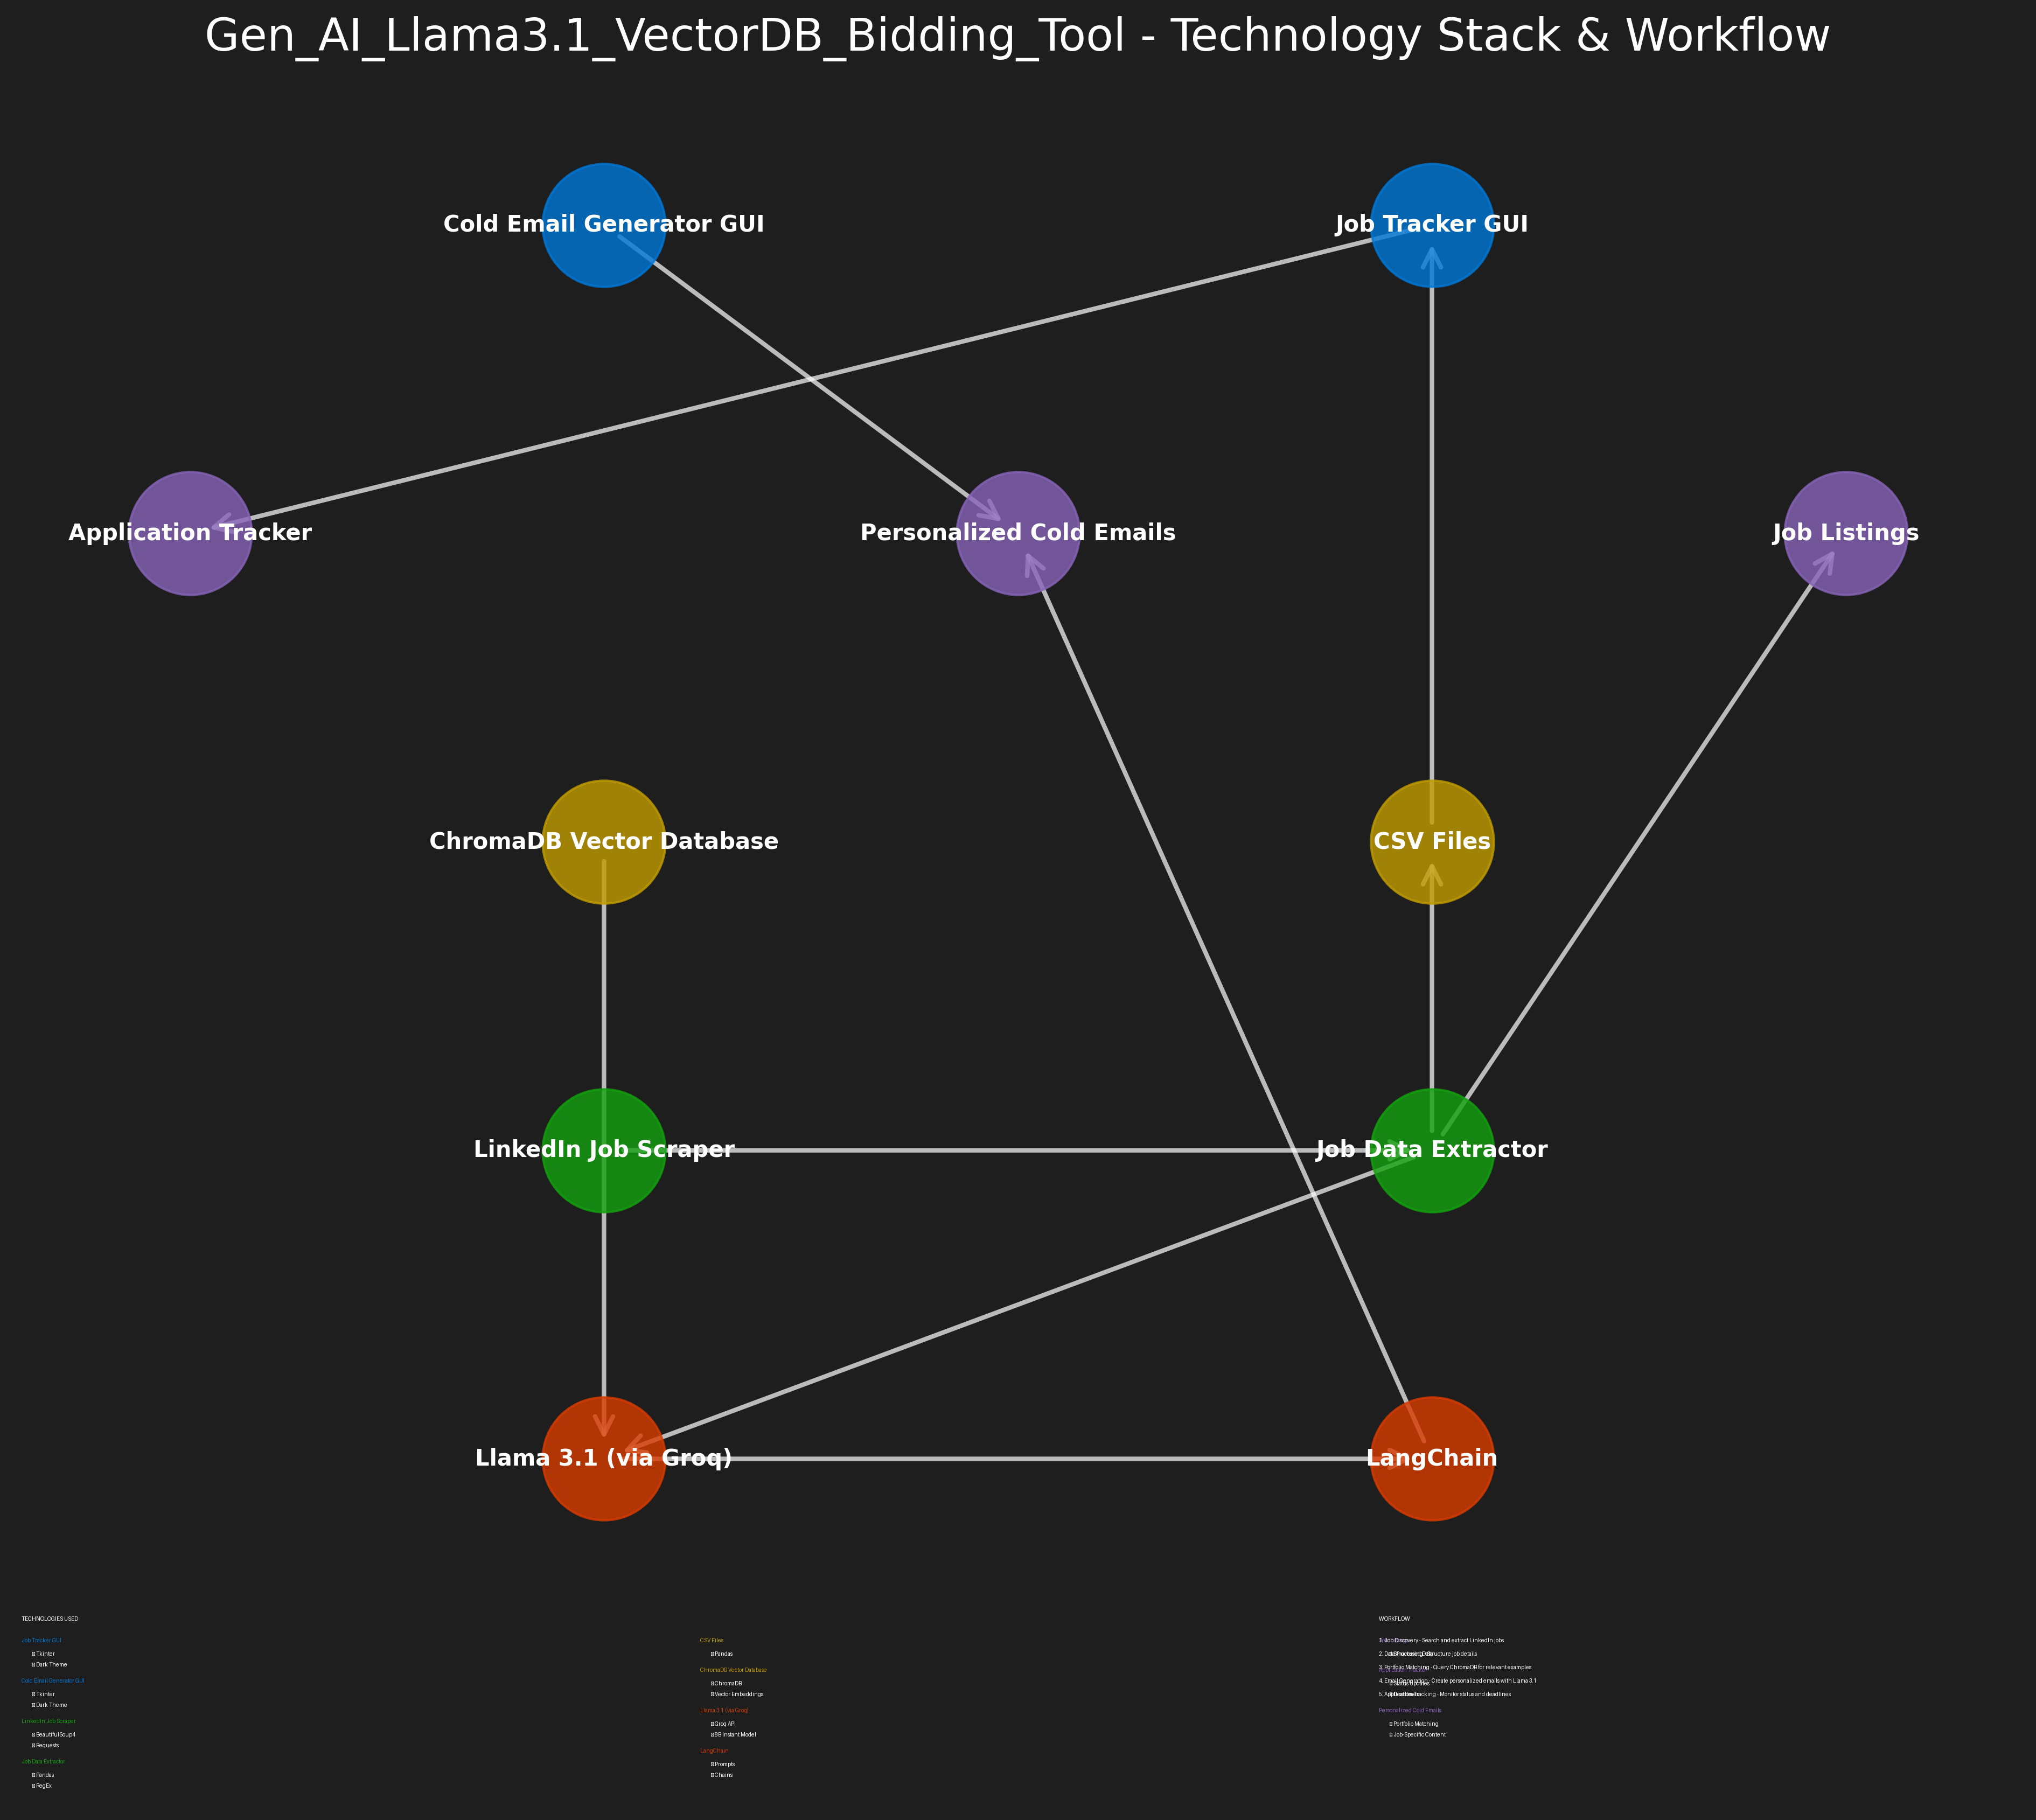 Gen_AI_Llama3.1_VectorDB_Bidding_Tool - Technology Stack & Workflow
Cold Email Generator GUI
Job Tracker GUI
Application Tracker
Personalized Cold Emails
Job Listings
ChromaDB Vector Database
CSV Files
LinkedIn Job Scraper
Job Data Extractor
Llama 3.1 (via Groq)
LangChain
TECHNOLOGIES USED
Job Tracker GUI
Tkinter
Dark Theme
Cold Email Generator GUI
Tkinter
Dark Theme
LinkedIn Job Scraper
BeautifulSoup4
Requests
Job Data Extractor
Pandas
RegEx
CSV Files
Pandas
ChromaDB Vector Database
ChromaDB
Vector Embeddings
Llama 3.1 (via Groq)
Groq API
8B Instant Model
LangChain
Prompts
Chains
WORKFLOW
1. Job Discovery - Search and extract LinkedIn jobs
2. Structure job details
3. Portfolio Matching - Query ChromaDB for relevant examples
4. Email Generation - Create personalized emails with Llama 3.1
Status Updates
5. Tracking - Monitor status and deadlines
Personalized Cold Emails
Portfolio Matching
Job-Specific Content